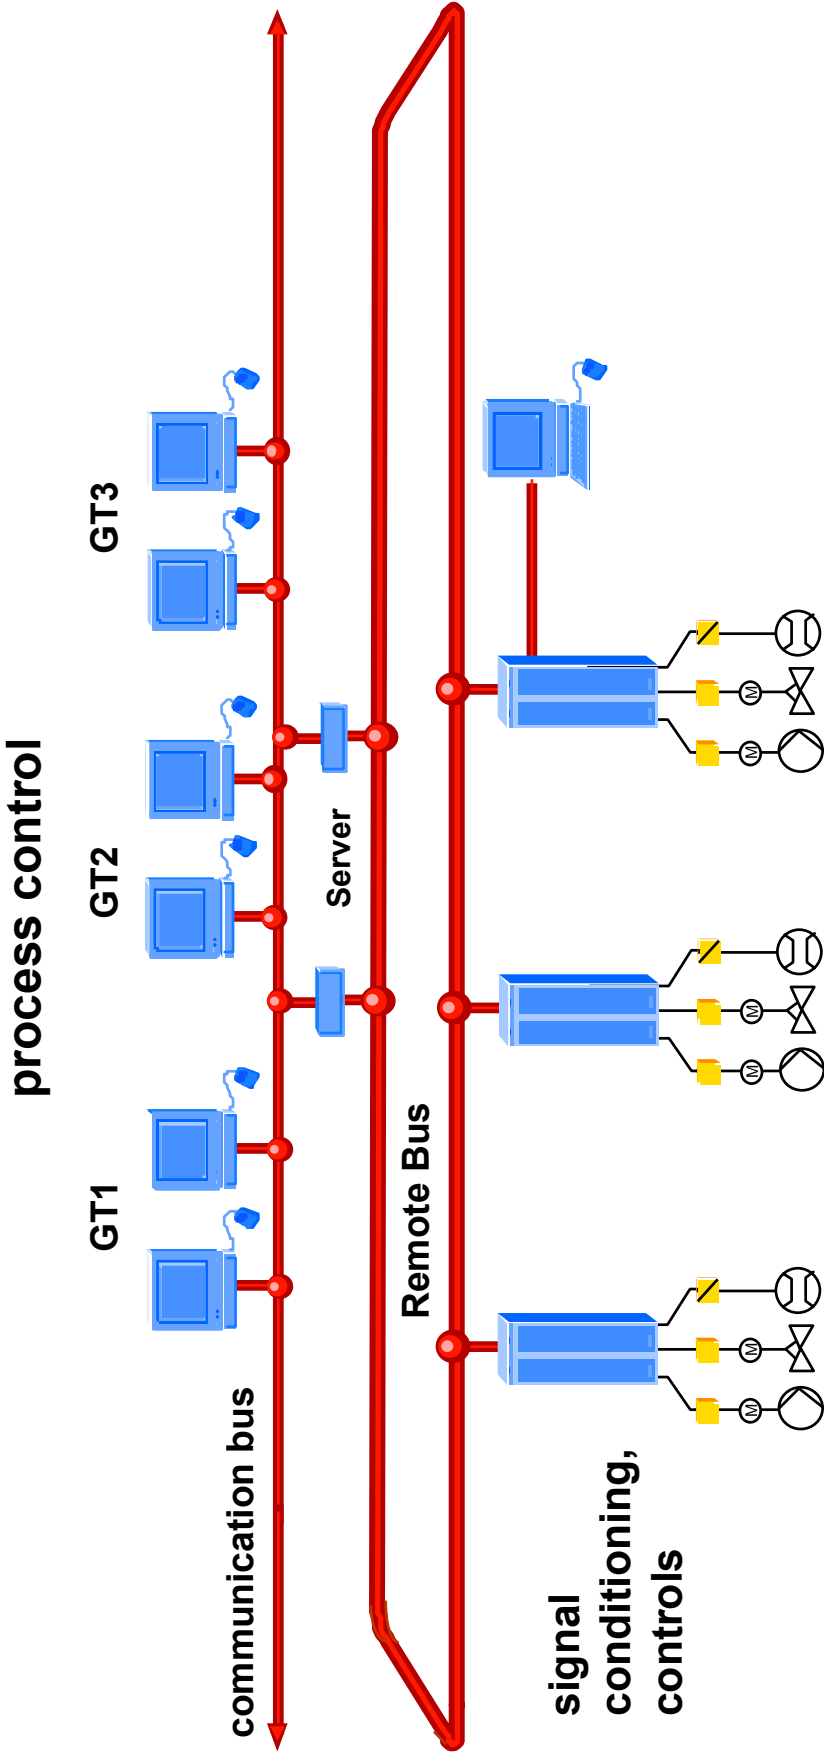 process control
GT1
GT2
GT3
communication bus
Server
Remote Bus
signal
conditioning,
controls
M
M
M
M
M
M